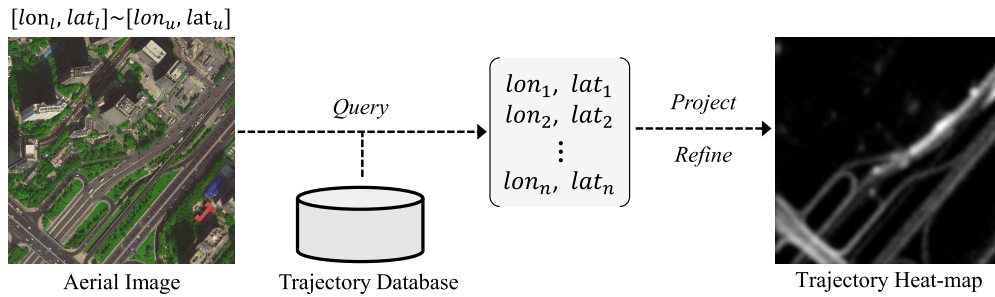 [lon_l, lat_l]~[lon_u, lat_u]
Query
lon_1, lat_1
lon_2, lat_2
⋮
lon_n, lat_n
Project
Refine
Aerial Image
Trajectory Database
Trajectory Heat-map